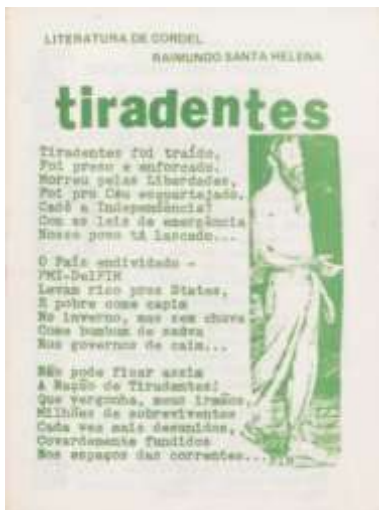 LITERATURA DE CORDEL
RAIMUNDO SANTA HELENA
tiradentes
Tiradentes foi traído,
Foi preso e enforcado.
Morreu pelas Liberdades,
Foi pro Céu esquartejado.
Cadê a Independência?
Com as leis de emergência
Nosso povo tá lascado...
O País endividado -
FMI-DelFIM
Levam rico pros States,
E pobre come capim
No inverno, mas sem chuva
Come bumbum de saúva
Nos governos de caim...
Não pode ficar assim
A Nação de Tiradentes!
Que vergonha, meus irmãos,
Milhões de sobreviventes
Cada vez mais desunidos,
Covardemente fundidos
Nos espaços das correntes...
FIM